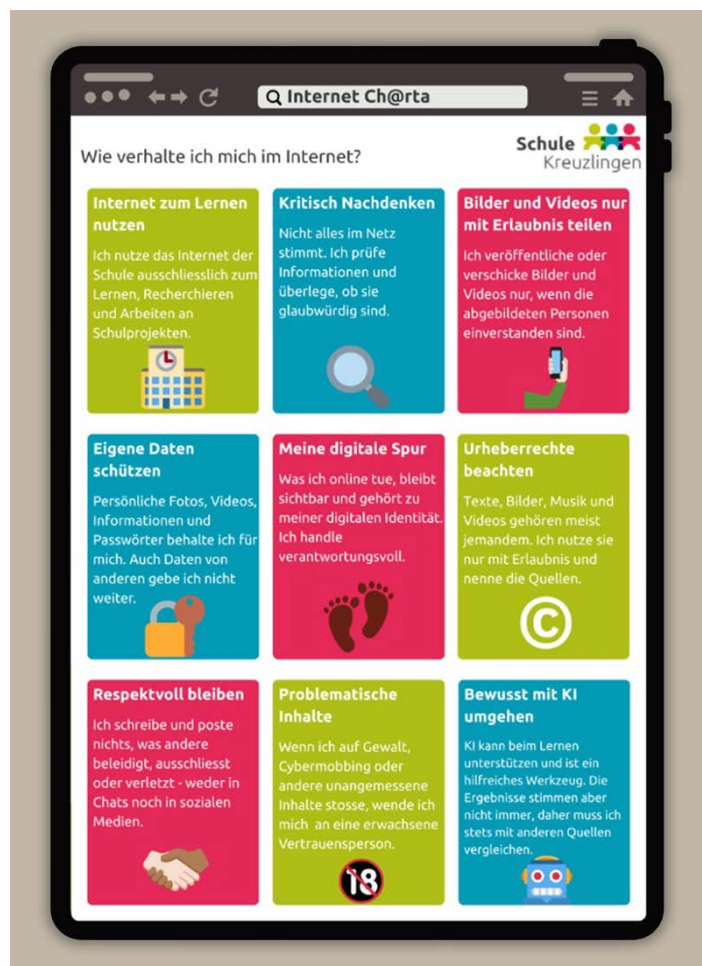 Internet Ch@rta
Schule
Kreuzlingen
Wie verhalte ich mich im Internet?
Internet zum Lernen
nutzen
Ich nutze das Internet der
Schule ausschliesslich zum
Lernen, Recherchieren
und Arbeiten an
Schulprojekten.
Kritisch Nachdenken
Nicht alles im Netz
stimmt. Ich prüfe
Informationen und
überlege, ob sie
glaubwürdig sind.
Bilder und Videos nur
mit Erlaubnis teilen
Ich veröffentliche oder
verschicke Bilder und
Videos nur, wenn die
abgebildeten Personen
einverstanden sind.
Eigene Daten
schützen
Persönliche Fotos, Videos,
Informationen und
Passwörter behalte ich für
mich. Auch Daten von
anderen gebe ich nicht
weiter.
Meine digitale Spur
Was ich online tue, bleibt
sichtbar und gehört zu
meiner digitalen Identität.
Ich handle
verantwortungsvoll.
Urheberrechte
beachten
Texte, Bilder, Musik und
Videos gehören meist
jemandem. Ich nutze sie
nur mit Erlaubnis und
nenne die Quellen.
©
Respektvoll bleiben
Ich schreibe und poste
nichts, was andere
beleidigt, ausschliesst
oder verletzt - weder in
Chats noch in sozialen
Medien.
Problematische
Inhalte
Wenn ich auf Gewalt,
Cybermobbing oder
andere unangemessene
Inhalte stosse, wende ich
mich an eine erwachsene
Vertrauensperson.
18
Bewusst mit KI
umgehen
KI kann beim Lernen
unterstützen und ist ein
hilfreiches Werkzeug. Die
Ergebnisse stimmen aber
nicht immer, daher muss ich
stets mit anderen Quellen
vergleichen.